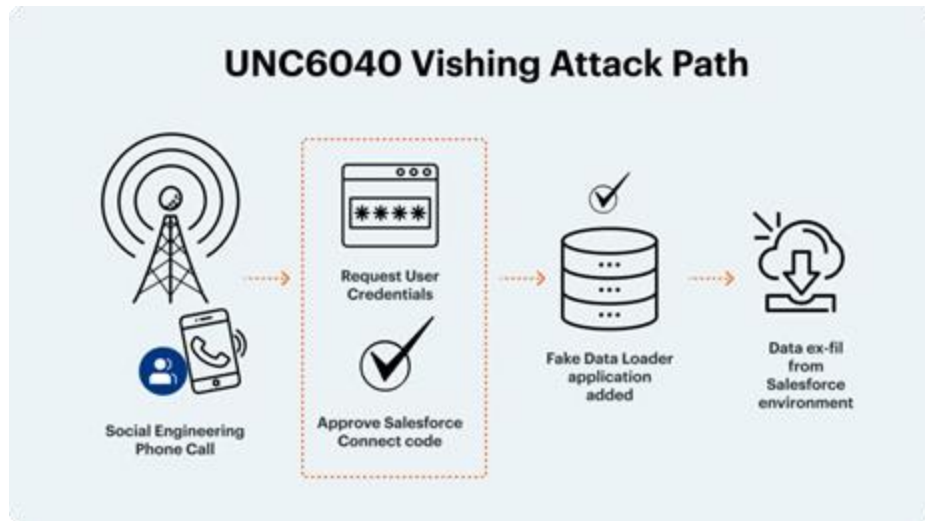 UNC6040 Vishing Attack Path
Social Engineering
Phone Call
****
Request User
Credentials
Approve Salesforce
Connect code
Fake Data Loader
application
added
Data ex-fil
from
Salesforce
environment